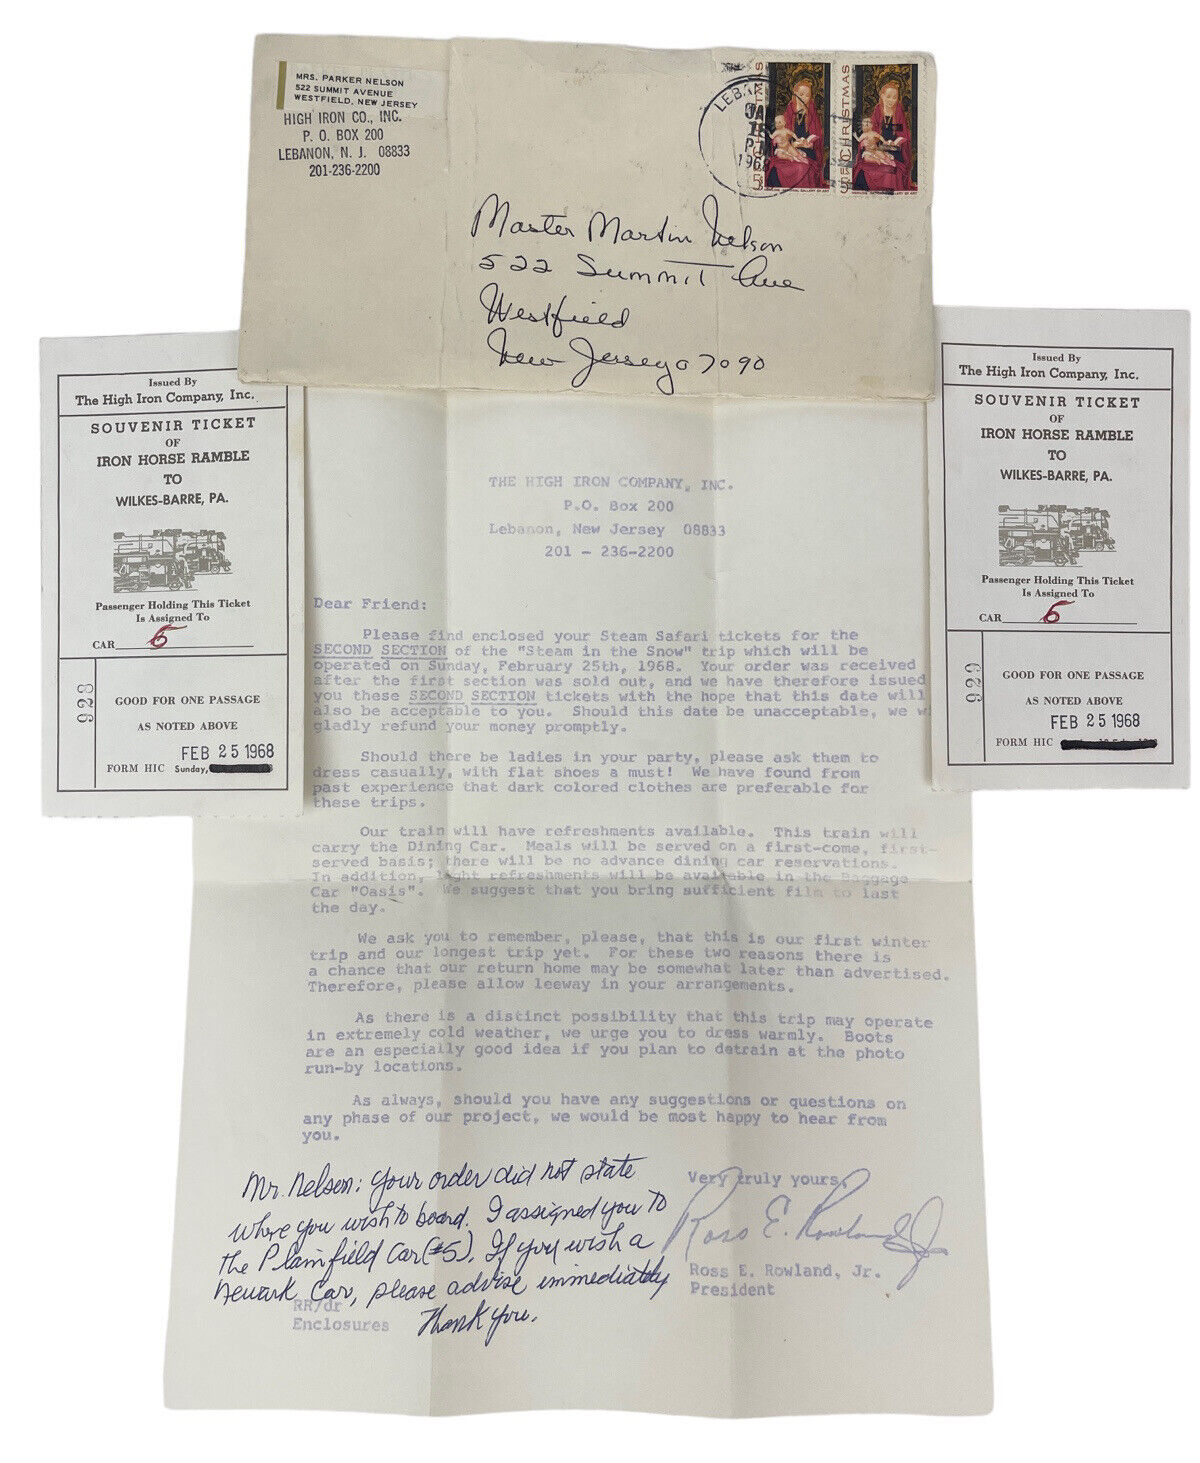 MRS. PARKER NELSON
522 SUMMIT AVENUE
WESTFIELD, NEW JERSEY
HIGH IRON CO., INC.
P. O. BOX 200
LEBANON, N. J. 08833
201-236-2200
1968
CHRISTMAS
5
Master Martin Nelson
522 Summit Ave
Westfield
New Jersey 07090
Issued By
The High Iron Company, Inc.
SOUVENIR TICKET
OF
IRON HORSE RAMBLE
TO
WILKES-BARRE, PA.
Passenger Holding This Ticket
Is Assigned To
CAR 5
928
GOOD FOR ONE PASSAGE
AS NOTED ABOVE
FEB 25 1968
FORM HIC Sunday,
Issued By
The High Iron Company, Inc.
SOUVENIR TICKET
OF
IRON HORSE RAMBLE
TO
WILKES-BARRE, PA.
Passenger Holding This Ticket
Is Assigned To
CAR 5
929
GOOD FOR ONE PASSAGE
AS NOTED ABOVE
FEB 25 1968
FORM HIC
THE HIGH IRON COMPANY, INC.
P.O. Box 200
Lebanon, New Jersey 08833
201 - 236-2200
Dear Friend:
Please find enclosed your Steam Safari tickets for the
SECOND SECTION of the "Steam in the Snow" trip which will be
operated on Sunday, February 25th, 1968. Your order was received
after the first section was sold out, and we have therefore issued
you these SECOND SECTION tickets with the hope that this date will
also be acceptable to you. Should this date be unacceptable, we w
gladly refund your money promptly.
Should there be ladies in your party, please ask them to
dress casually, with flat shoes a must! We have found from
past experience that dark colored clothes are preferable for
these trips.
Our train will have refreshments available. This train will
carry the Dining Car. Meals will be served on a first-come, first-
served basis; there will be no advance dining car reservations.
In addition, light refreshments will be available in the Baggage
Car "Oasis". We suggest that you bring sufficient film to last
the day.
We ask you to remember, please, that this is our first winter
trip and our longest trip yet. For these two reasons there is
a chance that our return home may be somewhat later than advertised.
Therefore, please allow leeway in your arrangements.
As there is a distinct possibility that this trip may operate
in extremely cold weather, we urge you to dress warmly. Boots
are an especially good idea if you plan to detrain at the photo
run-by locations.
As always, should you have any suggestions or questions on
any phase of our project, we would be most happy to hear from
you.
Very truly yours,
Ross E. Rowland Jr
Ross E. Rowland, Jr.
President
Mr. Nelson: Your order did not state
where you wish to board. I assigned you to
the Plainfield Car (#5). If you wish a
Newark Car, please advise immediately
Thank you.
RR/dr
Enclosures